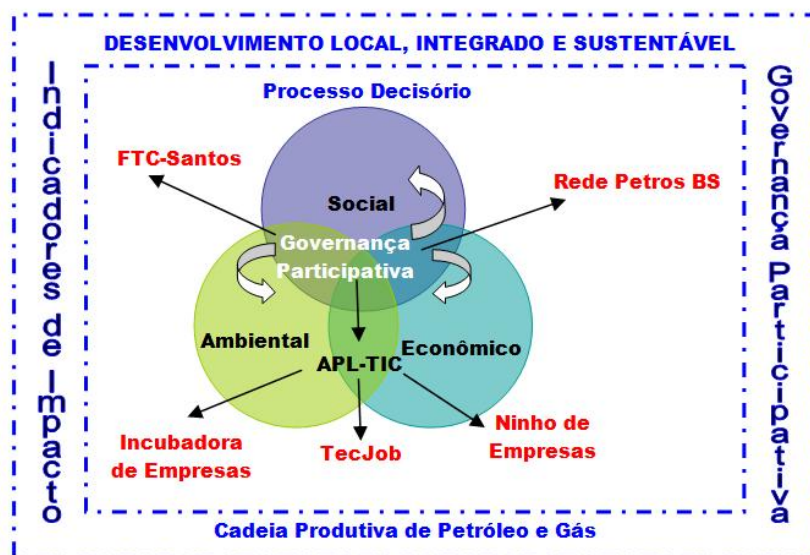 DESENVOLVIMENTO LOCAL, INTEGRADO E SUSTENTÁVEL
Indicadores de Impacto
Governança Participativa
Processo Decisório
FTC-Santos
Rede Petros BS
Social
Governança
Participativa
Ambiental
Econômico
APL-TIC
Incubadora
de Empresas
TecJob
Ninho de
Empresas
Cadeia Produtiva de Petróleo e Gás